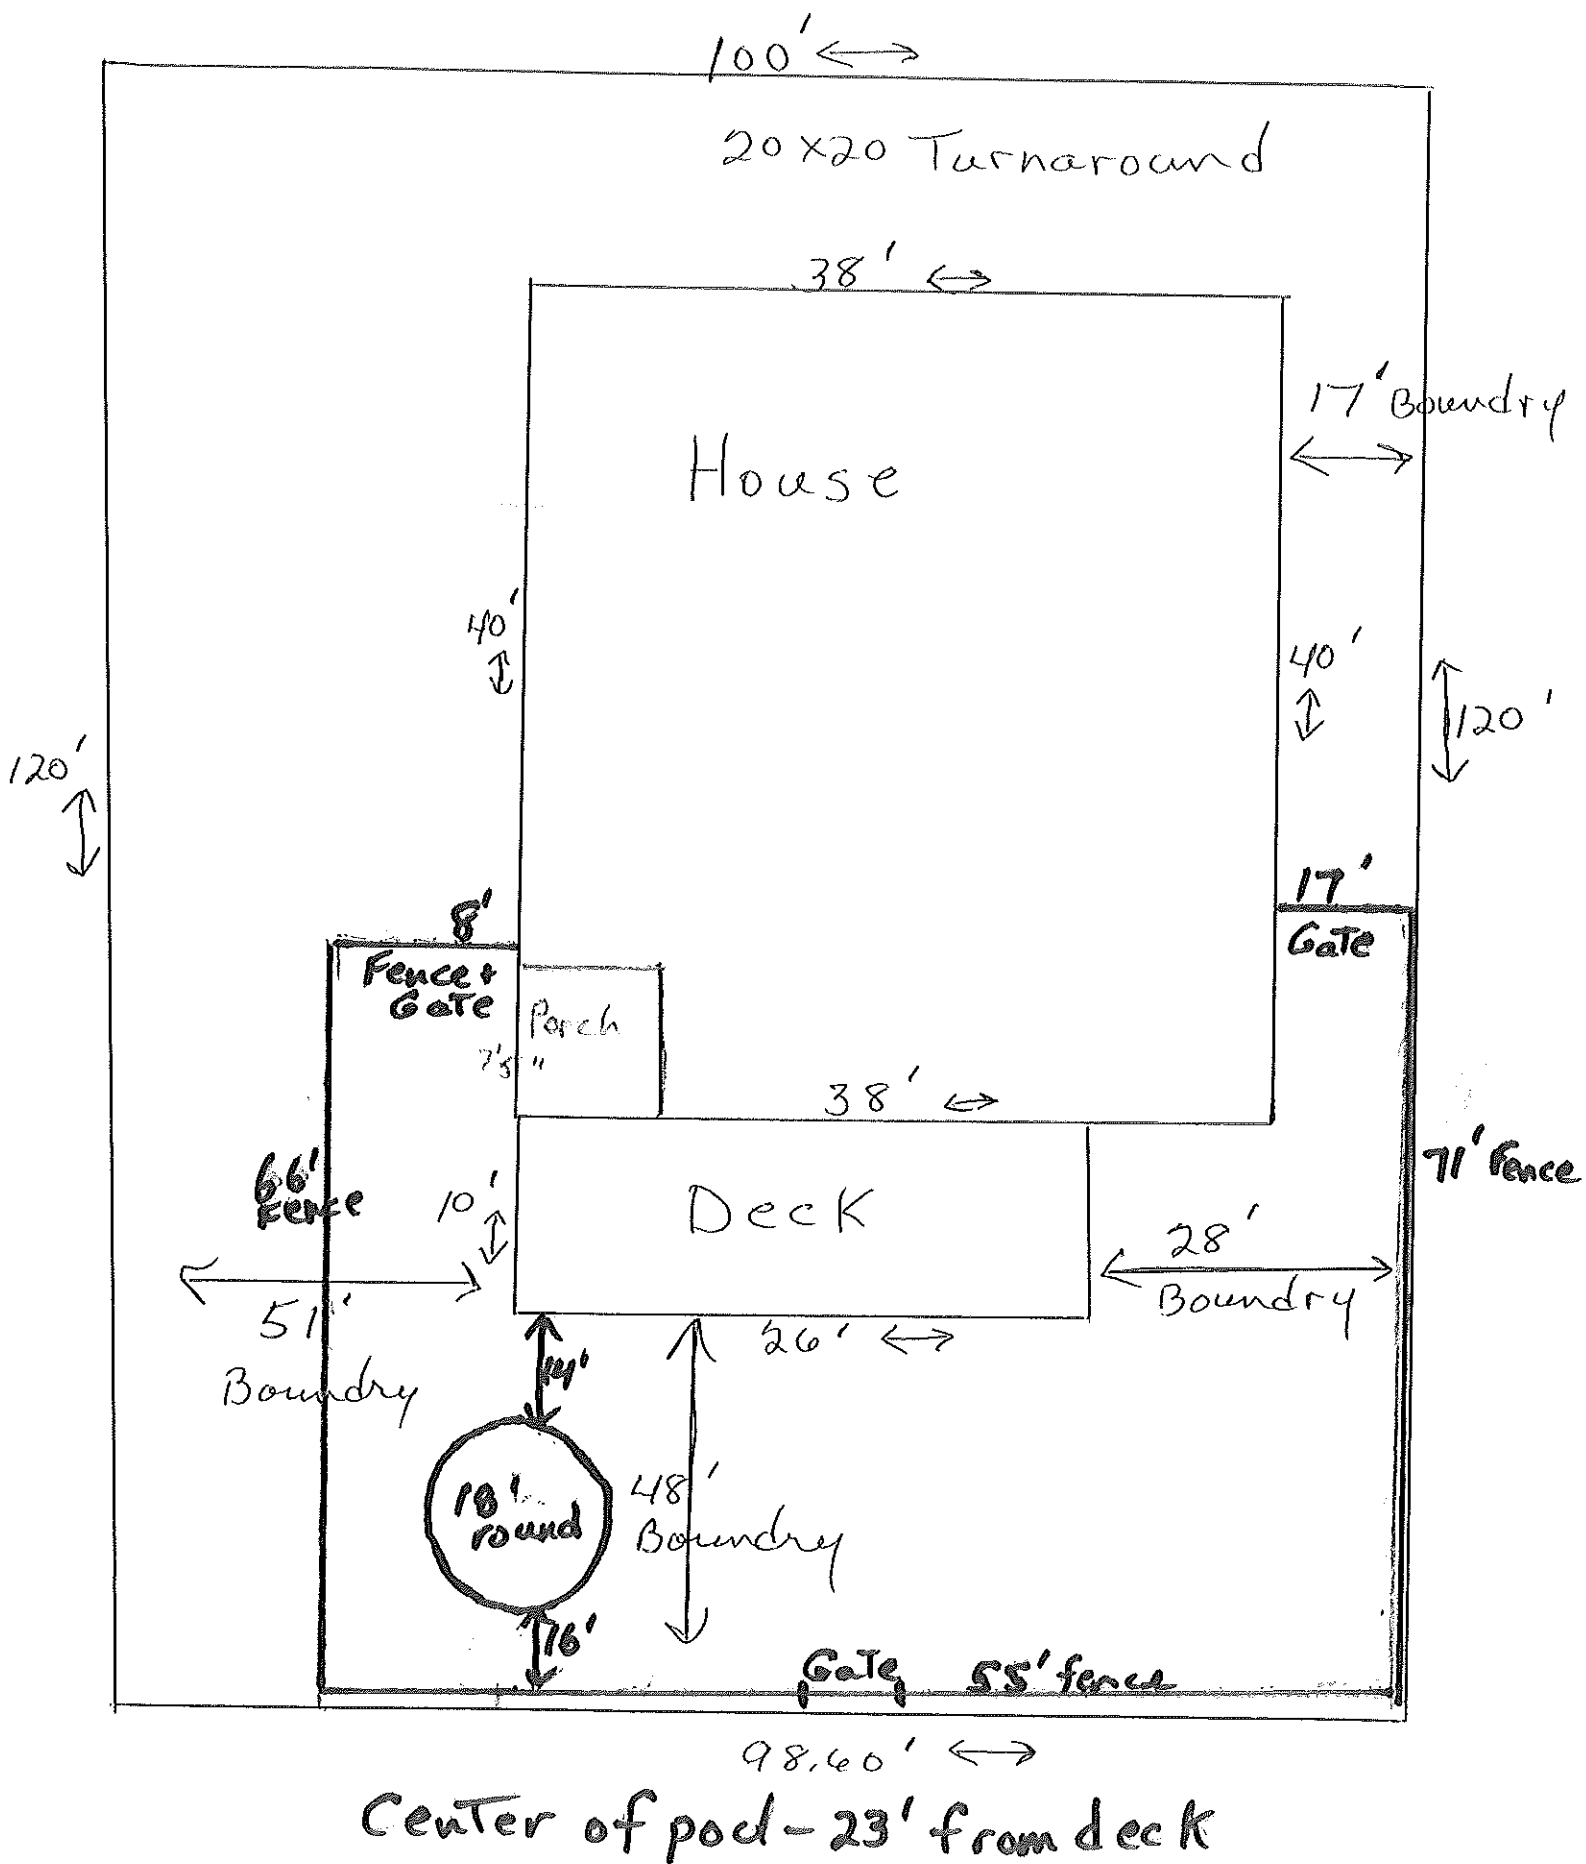 100'
20x20 Turnaround
38'
17' Boundry
House
40'
40'
120'
120'
8'
17'
Fence +
Gate
Gate
Porch
7'5"
38'
66'
Fence
71' Fence
10'
Deck
28'
Boundry
51'
Boundry
26'
14'
18'
round
48'
Boundry
16'
Gate
55' fence
98.60'
Center of pool - 23' from deck